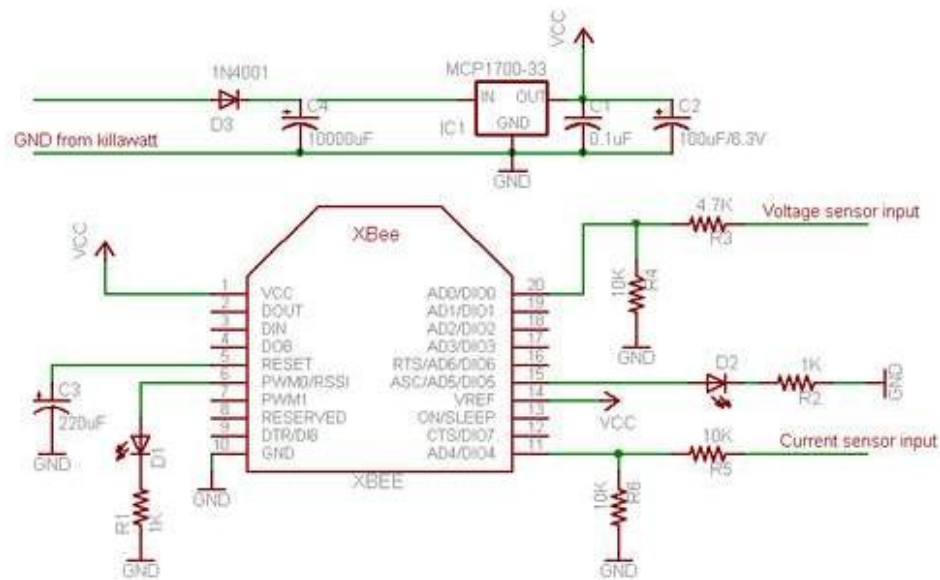 VCC
1N4001
MCP1700-33
D3
C4
10000uF
IN
OUT
GND
IC1
C1
0.1uF
C2
100uF/6.3V
GND from killawatt
GND
XBee
VCC
4.7K
Voltage sensor input
R3
10K
R4
GND
1 VCC
2 DOUT
3 DIN
4 DOB
5 RESET
6 PWM0/RSSI
7 PWM1
8 RESERVED
9 DTR/DI8
10 GND
AD0/DIO0 20
AD1/DIO1 19
AD2/DIO2 18
AD3/DIO3 17
RTS/AD6/DIO6 16
ASC/AD5/DIO5 15
VREF 14
ON/SLEEP 13
CTS/DIO7 12
AD4/DIO4 11
C3
220uF
GND
D1
R1
1K
GND
GND
XBEE
D2
1K
R2
GND
VCC
10K
Current sensor input
R5
10K
R6
GND